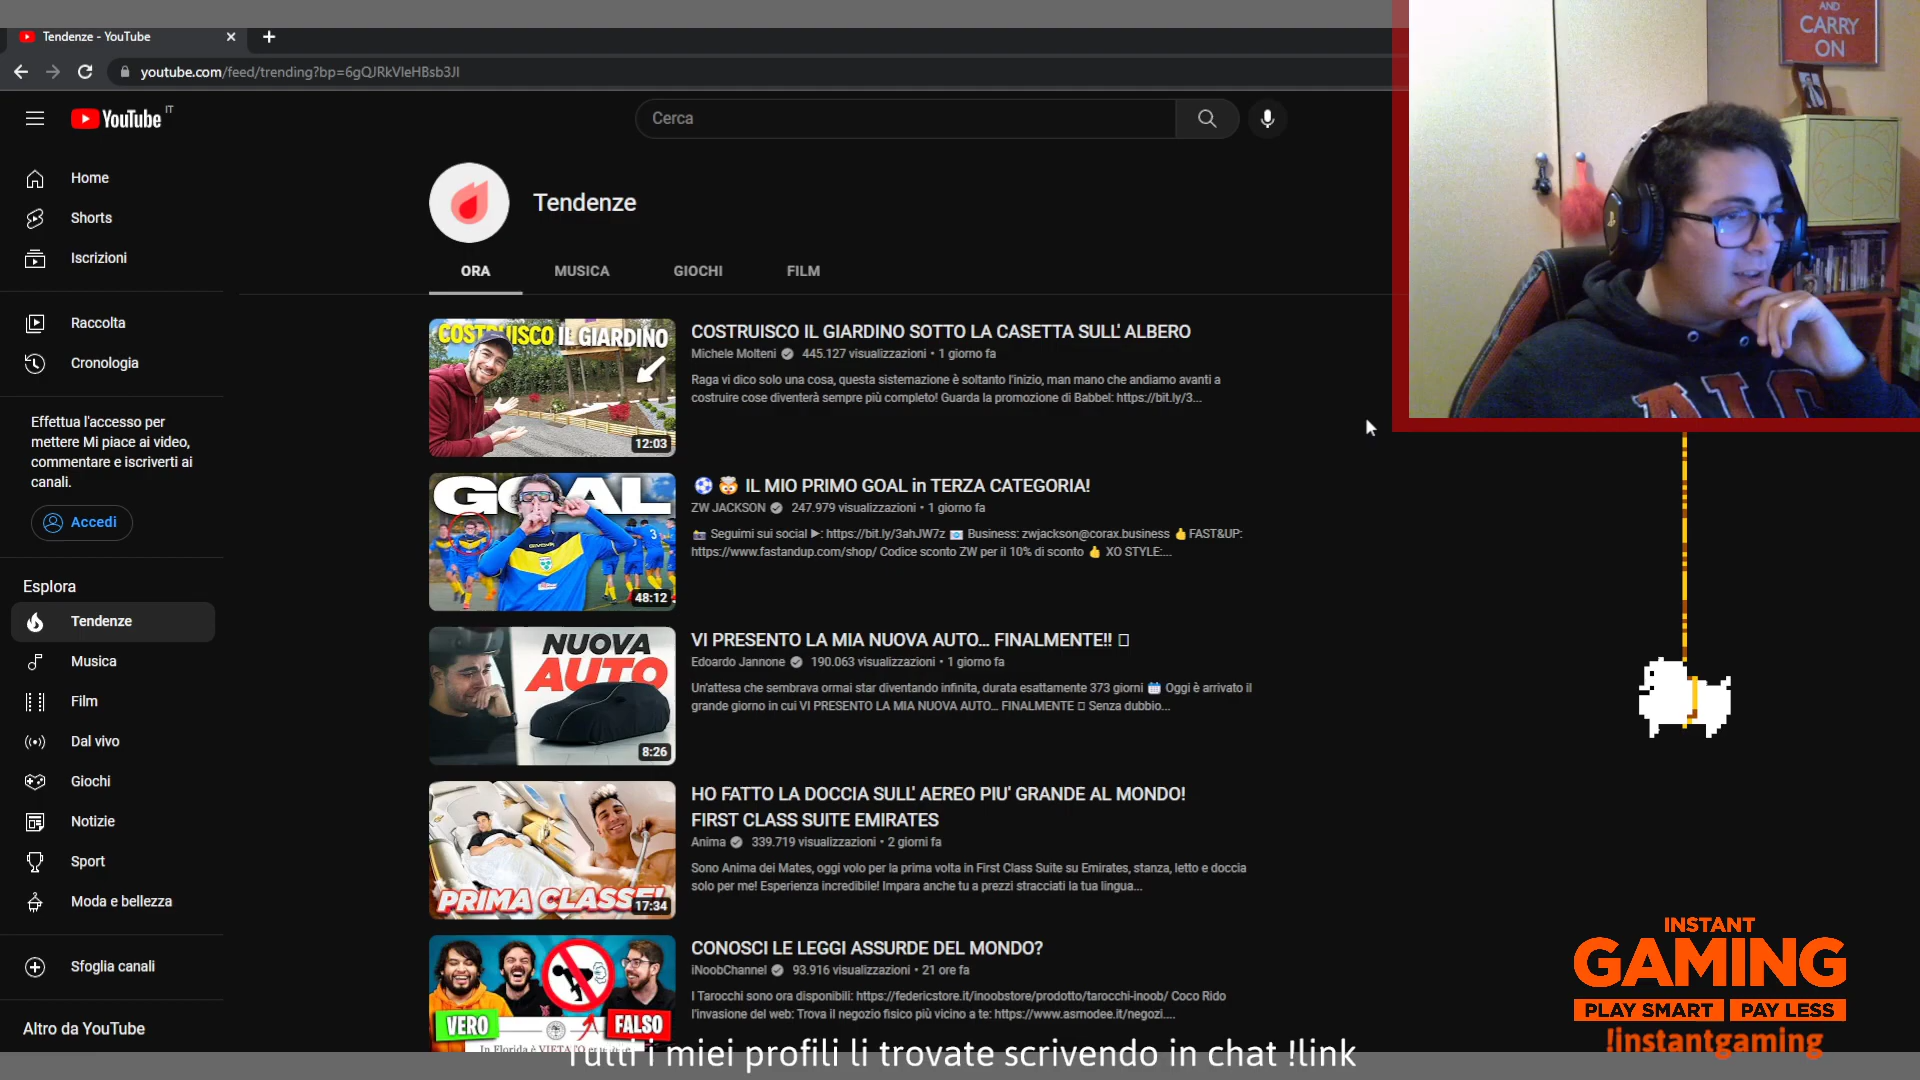 Tendenze - YouTube
youtube.com/feed/trending?bp=6gQJRkVleHBsb3Jl
YouTube IT
Cerca
AND
CARRY
ON
Home
Shorts
Iscrizioni
Raccolta
Cronologia
Effettua l'accesso per
mettere Mi piace ai video,
commentare e iscriverti ai
canali.
Accedi
Esplora
Tendenze
Musica
Film
Dal vivo
Giochi
Notizie
Sport
Moda e bellezza
Sfoglia canali
Altro da YouTube
Tendenze
ORA
MUSICA
GIOCHI
FILM
COSTRUISCO IL GIARDINO
12:03
COSTRUISCO IL GIARDINO SOTTO LA CASETTA SULL' ALBERO
Michele Molteni 445.127 visualizzazioni • 1 giorno fa
Raga vi dico solo una cosa, questa sistemazione è soltanto l'inizio, man mano che andiamo avanti a
costruire cose diventerà sempre più completo! Guarda la promozione di Babbel: https://bit.ly/3...
GOAL
48:12
⚽🤯 IL MIO PRIMO GOAL in TERZA CATEGORIA!
ZW JACKSON 247.979 visualizzazioni • 1 giorno fa
📸 Seguimi sui social ►: https://bit.ly/3ahJW7z 📧 Business: zwjackson@corax.business 👍FAST&UP:
https://www.fastandup.com/shop/ Codice sconto ZW per il 10% di sconto 👍 XO STYLE:...
NUOVA
AUTO
8:26
VI PRESENTO LA MIA NUOVA AUTO... FINALMENTE!!
Edoardo Jannone 190.063 visualizzazioni • 1 giorno fa
Un'attesa che sembrava ormai star diventando infinita, durata esattamente 373 giorni 🗓 Oggi è arrivato il
grande giorno in cui VI PRESENTO LA MIA NUOVA AUTO... FINALMENTE Senza dubbio...
PRIMA CLASSE!
17:34
HO FATTO LA DOCCIA SULL' AEREO PIU' GRANDE AL MONDO!
FIRST CLASS SUITE EMIRATES
Anima 339.719 visualizzazioni • 2 giorni fa
Sono Anima dei Mates, oggi volo per la prima volta in First Class Suite su Emirates, stanza, letto e doccia
solo per me! Esperienza incredibile! Impara anche tu a prezzi stracciati la tua lingua...
VERO
FALSO
In Florida è VIETATO
CONOSCI LE LEGGI ASSURDE DEL MONDO?
iNoobChannel 93.916 visualizzazioni • 21 ore fa
I Tarocchi sono ora disponibili: https://federicstore.it/inoobstore/prodotto/tarocchi-inoob/ Coco Rido
l'invasione del web: Trova il negozio fisico più vicino a te: https://www.asmodee.it/negozi....
INSTANT
GAMING
PLAY SMART PAY LESS
!instantgaming
Tutti i miei profili li trovate scrivendo in chat !link